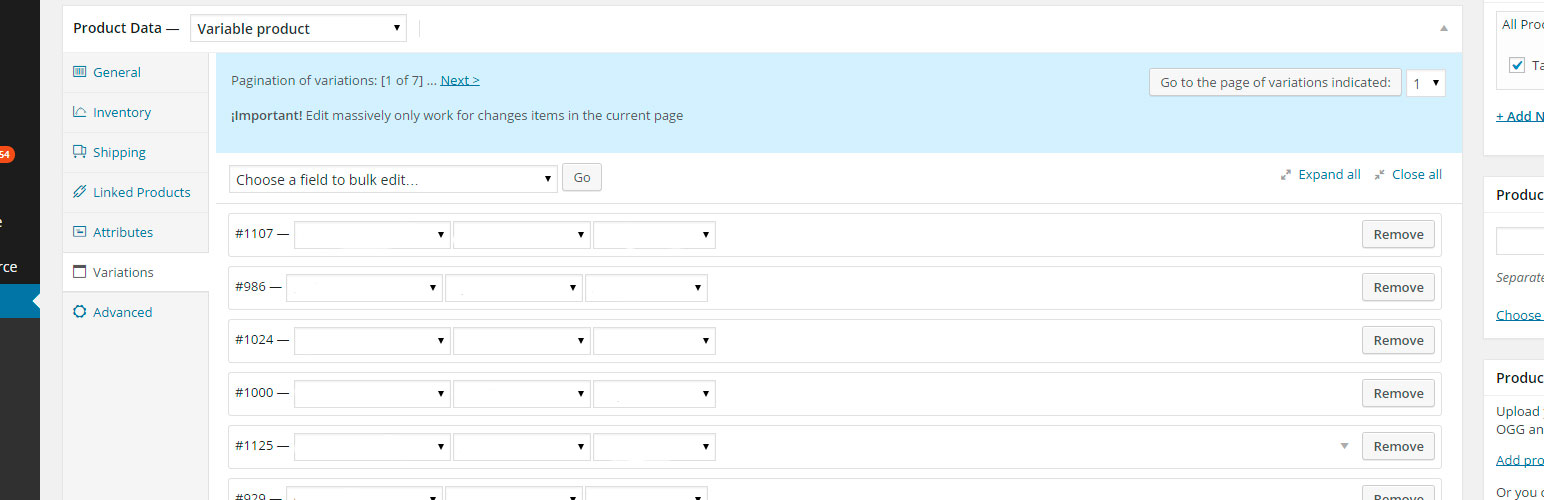 Product Data — Variable product
General
Inventory
Shipping
Linked Products
Attributes
Variations
Advanced
54
Pagination of variations: [1 of 7] ... Next >
Go to the page of variations indicated: 1
¡Important! Edit massively only work for changes items in the current page
Choose a field to bulk edit... Go
Expand all Close all
#1107 — Remove
#986 — Remove
#1024 — Remove
#1000 — Remove
#1125 — Remove
#929 — Remove
All Proc
Ta
+ Add N
Produc
Separate
Choose
Produc
Upload
OGG an
Add pro
Or you